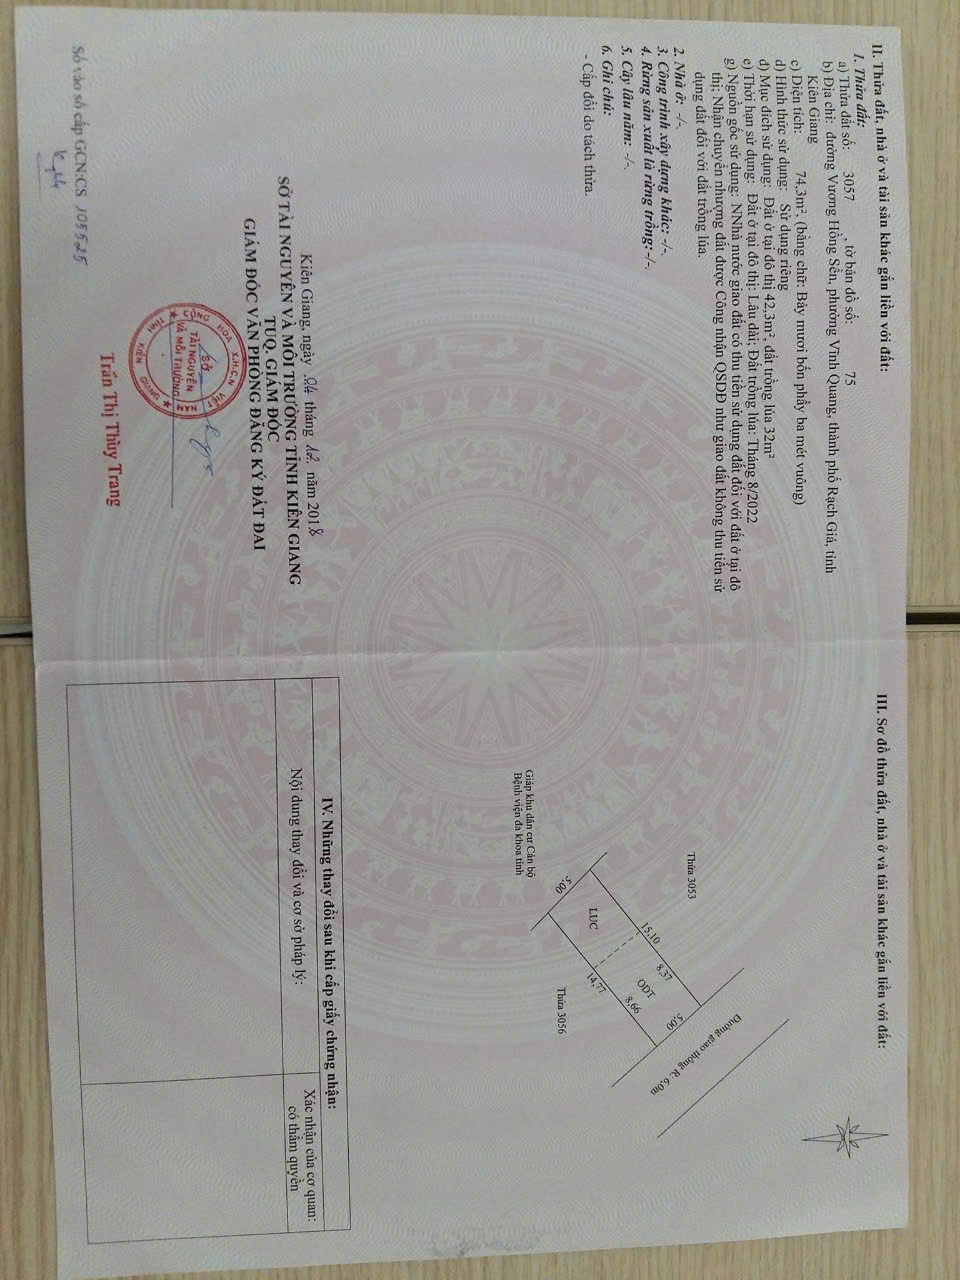 II. Thửa đất, nhà ở và tài sản khác gắn liền với đất:
1. Thửa đất:
a) Thửa đất số: 3057 , tờ bản đồ số: 75
b) Địa chỉ: đường Vương Hồng Sển, phường Vĩnh Quang, thành phố Rạch Giá, tỉnh
Kiên Giang
c) Diện tích: 74,3m², (bằng chữ: Bảy mươi bốn phẩy ba mét vuông)
d) Hình thức sử dụng: Sử dụng riêng
đ) Mục đích sử dụng: Đất ở tại đô thị 42,3m², đất trồng lúa 32m²
e) Thời hạn sử dụng: Đất ở tại đô thị: Lâu dài; Đất trồng lúa: Tháng 8/2022
g) Nguồn gốc sử dụng: NNhà nước giao đất có thu tiền sử dụng đất đối với đất ở tại đô
thị; Nhận chuyển nhượng đất được Công nhận QSDĐ như giao đất không thu tiền sử
dụng đất đối với đất trồng lúa.
2. Nhà ở: -/-.
3. Công trình xây dựng khác: -/-.
4. Rừng sản xuất là rừng trồng: -/-.
5. Cây lâu năm: -/-.
6. Ghi chú:
- Cấp đổi do tách thửa.
Kiên Giang, ngày 04 tháng 12 năm 2018
SỞ TÀI NGUYÊN VÀ MÔI TRƯỜNG TỈNH KIÊN GIANG
TUQ. GIÁM ĐỐC
GIÁM ĐỐC VĂN PHÒNG ĐĂNG KÝ ĐẤT ĐAI
CỘNG HÒA X.H.C.N VIỆT NAM
SỞ
TÀI NGUYÊN
VÀ MÔI TRƯỜNG
TỈNH KIÊN GIANG
Trần Thị Thùy Trang
Số vào sổ cấp GCN:CS 105525
III. Sơ đồ thửa đất, nhà ở và tài sản khác gắn liền với đất:
Đường giao thông R. 6,0m
Thửa 3053
5,00
8,37
15,10
ODT
8,66
14,77
LUC
5,00
Thửa 3056
Giáp khu dân cư Cán bộ
Bệnh viện đa khoa tỉnh
IV. Những thay đổi sau khi cấp giấy chứng nhận:
Nội dung thay đổi và cơ sở pháp lý:
Xác nhận của cơ quan:
có thẩm quyền